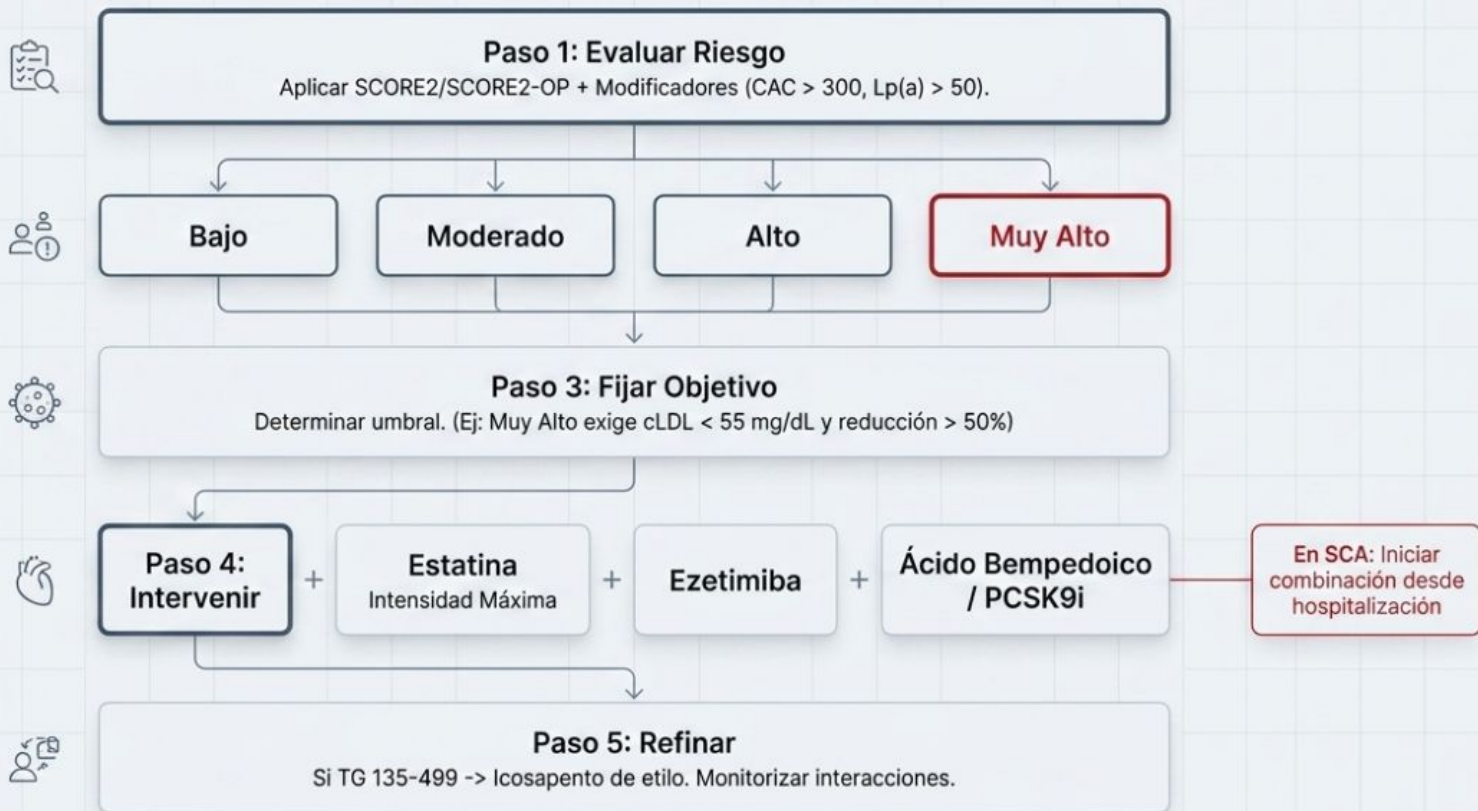 Paso 1: Evaluar Riesgo
Aplicar SCORE2/SCORE2-OP + Modificadores (CAC > 300, Lp(a) > 50).
Bajo
Moderado
Alto
Muy Alto
Paso 3: Fijar Objetivo
Determinar umbral. (Ej: Muy Alto exige cLDL < 55 mg/dL y reducción > 50%)
Paso 4:
Intervenir
+
Estatina
Intensidad Máxima
+
Ezetimiba
+
Ácido Bempedoico
/ PCSK9i
En SCA: Iniciar
combinación desde
hospitalización
Paso 5: Refinar
Si TG 135-499 -> Icosapento de etilo. Monitorizar interacciones.